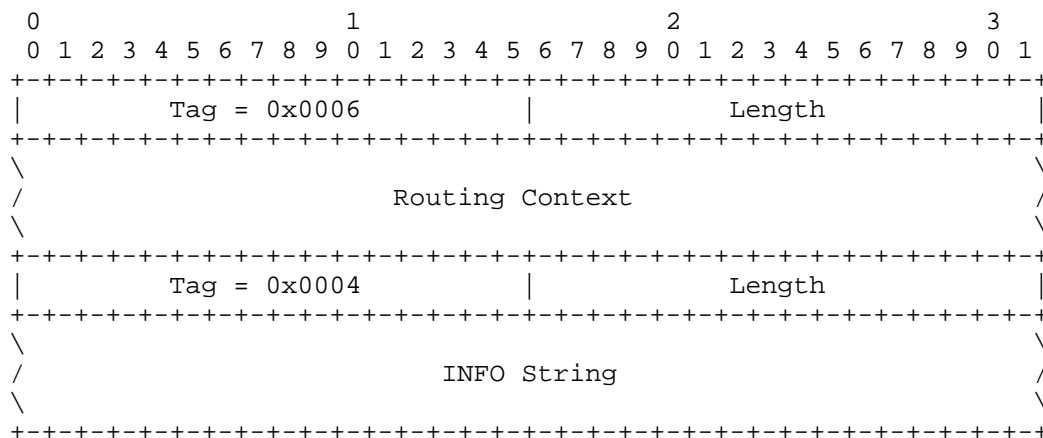 0                   1                   2                   3
 0 1 2 3 4 5 6 7 8 9 0 1 2 3 4 5 6 7 8 9 0 1 2 3 4 5 6 7 8 9 0 1
+-+-+-+-+-+-+-+-+-+-+-+-+-+-+-+-+-+-+-+-+-+-+-+-+-+-+-+-+-+-+-+-+
|         Tag = 0x0006          |            Length             |
+-+-+-+-+-+-+-+-+-+-+-+-+-+-+-+-+-+-+-+-+-+-+-+-+-+-+-+-+-+-+-+-+
\                                                               \
/                       Routing Context                         /
\                                                               \
+-+-+-+-+-+-+-+-+-+-+-+-+-+-+-+-+-+-+-+-+-+-+-+-+-+-+-+-+-+-+-+-+
|         Tag = 0x0004          |            Length             |
+-+-+-+-+-+-+-+-+-+-+-+-+-+-+-+-+-+-+-+-+-+-+-+-+-+-+-+-+-+-+-+-+
\                                                               \
/                          INFO String                          /
\                                                               \
+-+-+-+-+-+-+-+-+-+-+-+-+-+-+-+-+-+-+-+-+-+-+-+-+-+-+-+-+-+-+-+-+